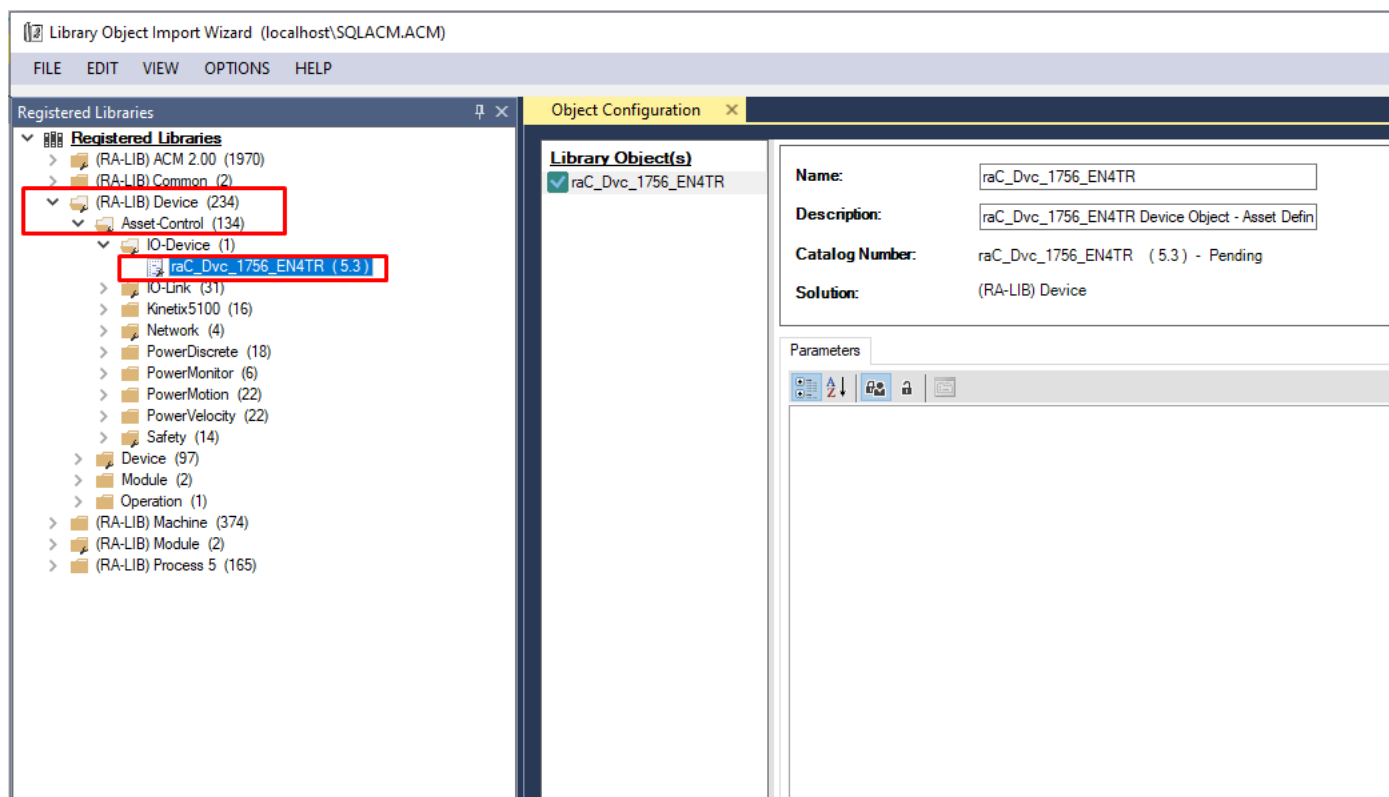 Library Object Import Wizard (localhost\SQLACM.ACM)
FILE EDIT VIEW OPTIONS HELP
Registered Libraries
Registered Libraries
(RA-LIB) ACM 2.00 (1970)
(RA-LIB) Common (2)
(RA-LIB) Device (234)
Asset-Control (134)
IO-Device (1)
raC_Dvc_1756_EN4TR (5.3)
IO-Link (31)
Kinetix5100 (16)
Network (4)
PowerDiscrete (18)
PowerMonitor (6)
PowerMotion (22)
PowerVelocity (22)
Safety (14)
Device (97)
Module (2)
Operation (1)
(RA-LIB) Machine (374)
(RA-LIB) Module (2)
(RA-LIB) Process 5 (165)
Object Configuration
Library Object(s)
raC_Dvc_1756_EN4TR
Name: raC_Dvc_1756_EN4TR
Description: raC_Dvc_1756_EN4TR Device Object - Asset Defin
Catalog Number: raC_Dvc_1756_EN4TR (5.3) - Pending
Solution: (RA-LIB) Device
Parameters